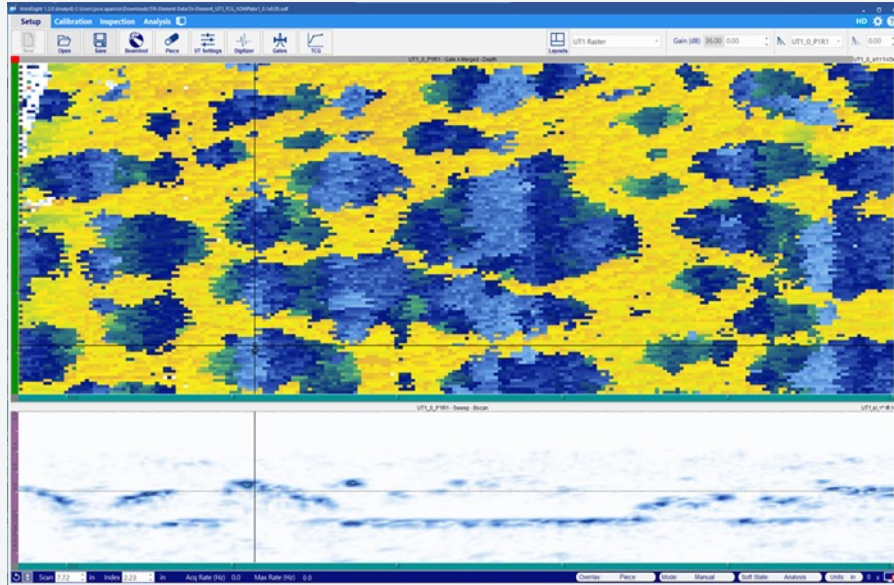 Setup Calibration Inspection Analysis
HD
New Open Save Beamtool Piece UT Settings Digitizer Gates TCG
Layouts UT1 Raster Gain (dB) 36.00 0.00 UT1_0_P1R1 0.00
UT1_0_P1R1 - Gate A Merged - Depth
UT1_0_P1R1 - Sweep - Bscan
Scan 7.72 in Index 2.23 in Acq Rate (Hz) 0.0 Max Rate (Hz) 0.0 Overlay Piece Mode Manual Soft State Analysis Units in